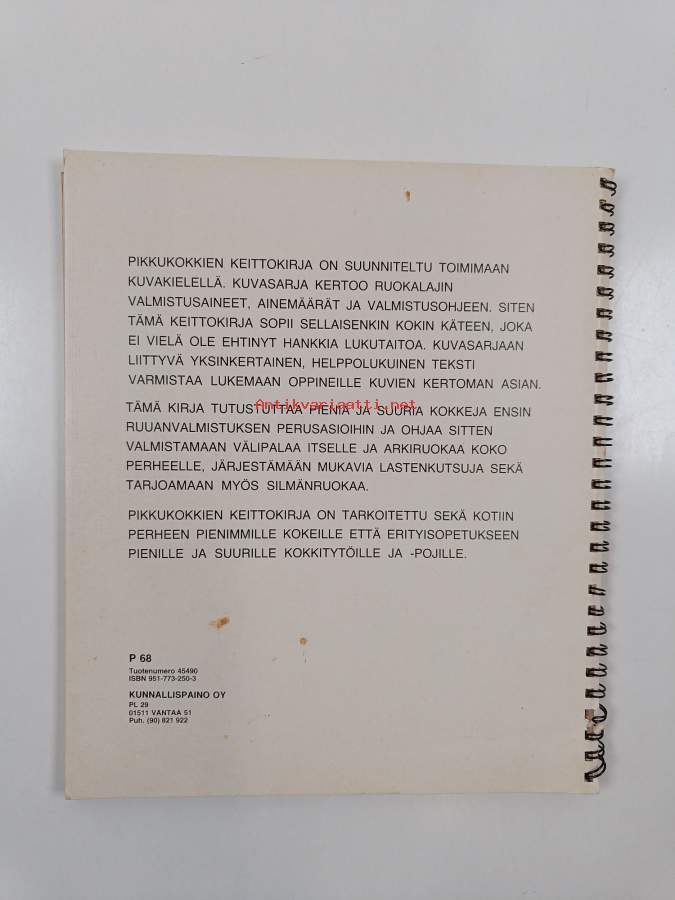 PIKKUKOKKIEN KEITTOKIRJA ON SUUNNITELTU TOIMIMAAN
KUVAKIELELLÄ. KUVASARJA KERTOO RUOKALAJIN
VALMISTUSAINEET, AINEMÄÄRÄT JA VALMISTUSOHJEEN. SITEN
TÄMÄ KEITTOKIRJA SOPII SELLAISENKIN KOKIN KÄTEEN, JOKA
EI VIELÄ OLE EHTINYT HANKKIA LUKUTAITOA. KUVASARJAAN
LIITTYVÄ YKSINKERTAINEN, HELPPOLUKUINEN TEKSTI
VARMISTAA LUKEMAAN OPPINEILLE KUVIEN KERTOMAN ASIAN.
Antikvariaatti.net
TÄMÄ KIRJA TUTUSTUTTAA PIENIÄ JA SUURIA KOKKEJA ENSIN
RUUANVALMISTUKSEN PERUSASIOIHIN JA OHJAA SITTEN
VALMISTAMAAN VÄLIPALAA ITSELLE JA ARKIRUOKAA KOKO
PERHEELLE, JÄRJESTÄMÄÄN MUKAVIA LASTENKUTSUJA SEKÄ
TARJOAMAAN MYÖS SILMÄNRUOKAA.
PIKKUKOKKIEN KEITTOKIRJA ON TARKOITETTU SEKÄ KOTIIN
PERHEEN PIENIMMILLE KOKEILLE ETTÄ ERITYISOPETUKSEEN
PIENILLE JA SUURILLE KOKKITYTÖILLE JA -POJILLE.
P 68
Tuotenumero 45490
ISBN 951-773-250-3
KUNNALLISPAINO OY
PL 29
01511 VANTAA 51
Puh. (90) 821 922